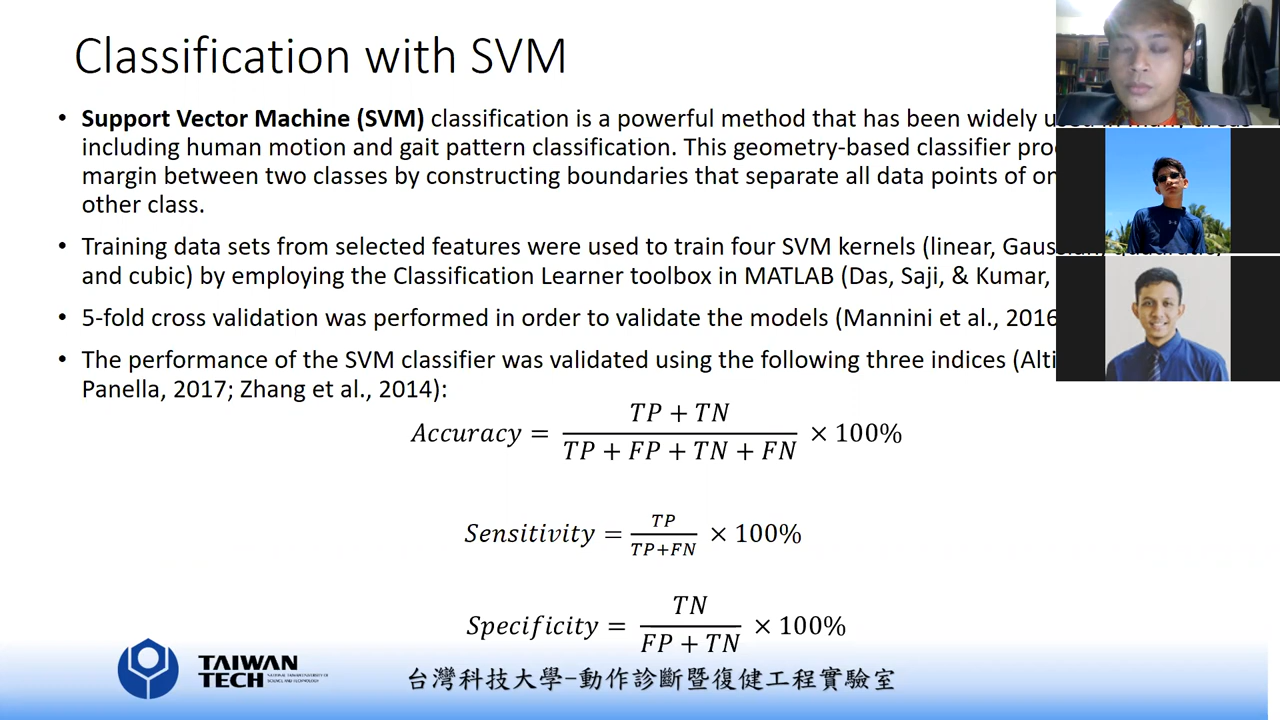 Classification with SVM
• Support Vector Machine (SVM) classification is a powerful method that has been widely
including human motion and gait pattern classification. This geometry-based classifier
margin between two classes by constructing boundaries that separate all data points of
other class.
• Training data sets from selected features were used to train four SVM kernels (linear,
and cubic) by employing the Classification Learner toolbox in MATLAB (Das, Saji, & Kumar,
• 5-fold cross validation was performed in order to validate the models (Mannini et al., 2016
• The performance of the SVM classifier was validated using the following three indices
Panella, 2017; Zhang et al., 2014):
Accuracy = (TP + TN) / (TP + FP + TN + FN) × 100%
Sensitivity = TP / (TP+FN) × 100%
Specificity = TN / (FP + TN) × 100%
TAIWAN
TECH
NATIONAL TAIWAN UNIVERSITY OF
SCIENCE AND TECHNOLOGY
台灣科技大學-動作診斷暨復健工程實驗室